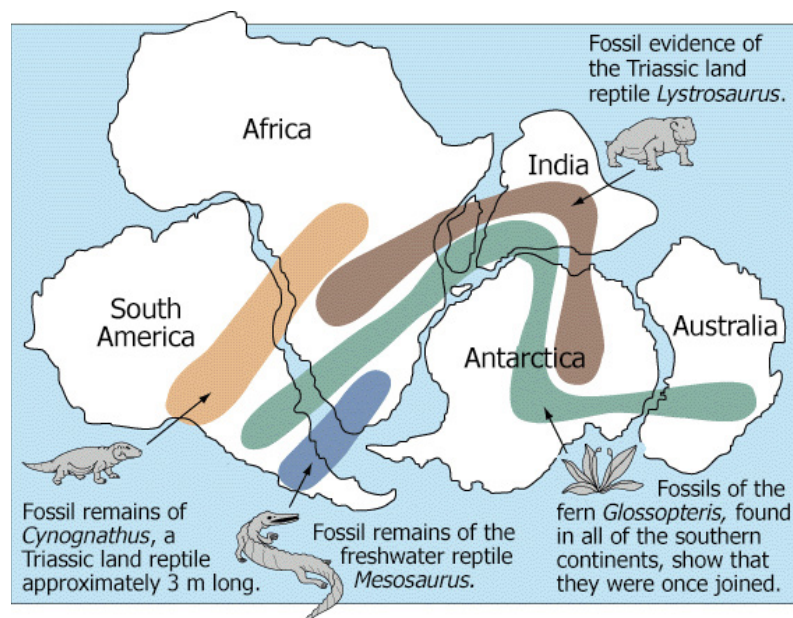 Fossil evidence of
the Triassic land
reptile Lystrosaurus.
Africa
India
South
America
Antarctica
Australia
Fossil remains of
Cynognathus, a
Triassic land reptile
approximately 3 m long.
Fossil remains of the
freshwater reptile
Mesosaurus.
Fossils of the
fern Glossopteris, found
in all of the southern
continents, show that
they were once joined.